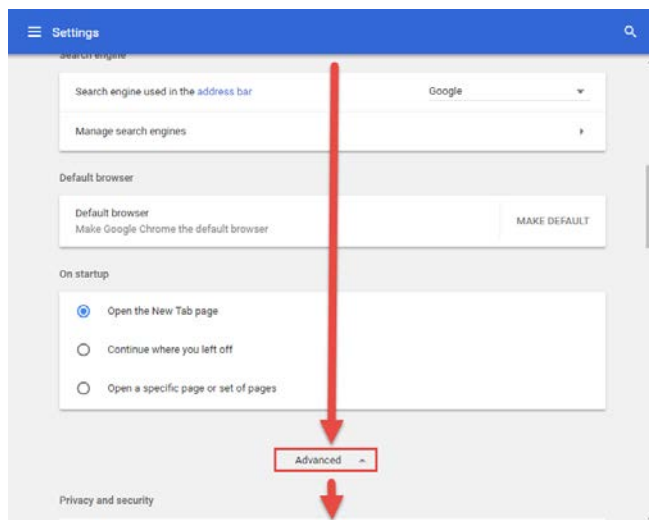 Settings
Search engine
Search engine used in the address bar Google
Manage search engines
Default browser
Default browser
Make Google Chrome the default browser
MAKE DEFAULT
On startup
Open the New Tab page
Continue where you left off
Open a specific page or set of pages
Advanced
Privacy and security